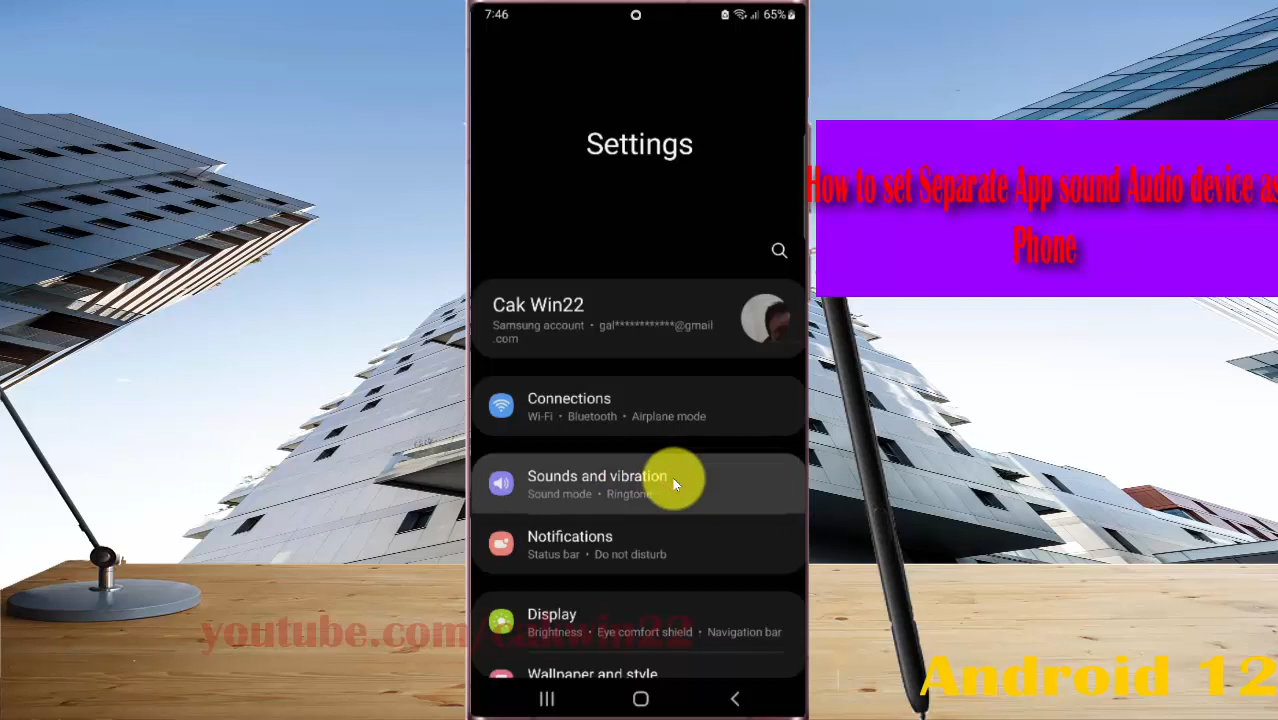 7:46
65%
Settings
How to set Separate App sound Audio device as
Phone
Cak Win22
Samsung account • gal************@gmail
.com
Connections
Wi-Fi • Bluetooth • Airplane mode
Sounds and vibration
Sound mode • Ringtone
Notifications
Status bar • Do not disturb
Display
Brightness • Eye comfort shield • Navigation bar
youtube.com/cakwin22
Wallpaper and style
Android 12